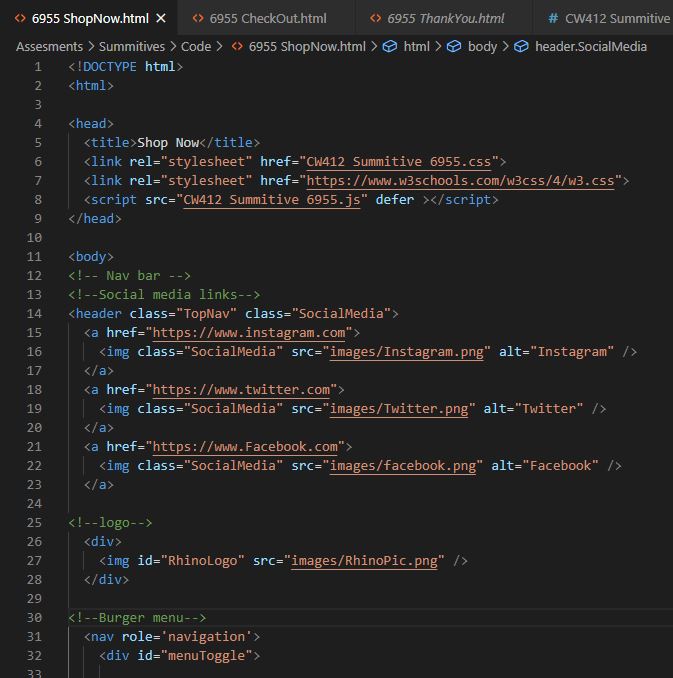 6955 ShopNow.html × 6955 CheckOut.html 6955 ThankYou.html # CW412 Summitive
Assesments > Summitives > Code > 6955 ShopNow.html > html > body > header.SocialMedia
1 <!DOCTYPE html>
2 <html>
3
4 <head>
5 <title>Shop Now</title>
6 <link rel="stylesheet" href="CW412 Summitive 6955.css">
7 <link rel="stylesheet" href="https://www.w3schools.com/w3css/4/w3.css">
8 <script src="CW412 Summitive 6955.js" defer ></script>
9 </head>
10
11 <body>
12 <!-- Nav bar -->
13 <!--Social media links-->
14 <header class="TopNav" class="SocialMedia">
15 <a href="https://www.instagram.com">
16 <img class="SocialMedia" src="images/Instagram.png" alt="Instagram" />
17 </a>
18 <a href="https://www.twitter.com">
19 <img class="SocialMedia" src="images/Twitter.png" alt="Twitter" />
20 </a>
21 <a href="https://www.Facebook.com">
22 <img class="SocialMedia" src="images/facebook.png" alt="Facebook" />
23 </a>
24
25 <!--logo-->
26 <div>
27 <img id="RhinoLogo" src="images/RhinoPic.png" />
28 </div>
29
30 <!--Burger menu-->
31 <nav role='navigation'>
32 <div id="menuToggle">
33